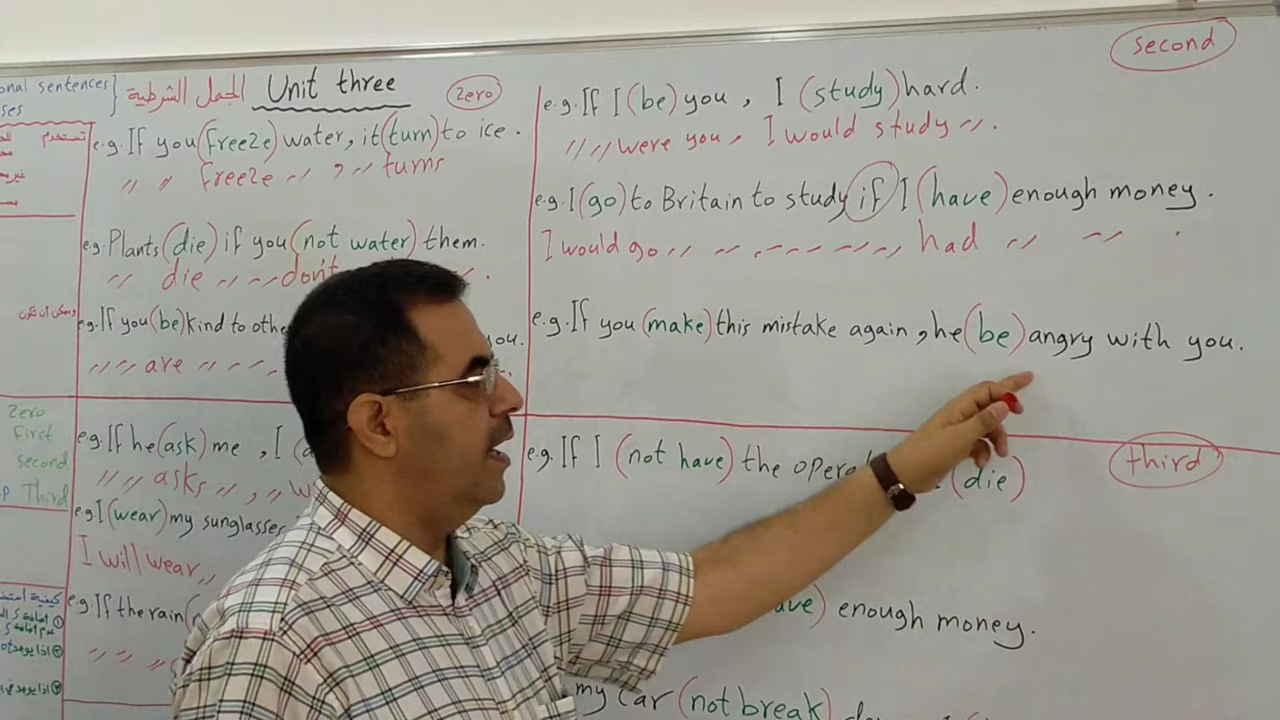 onal sentences }
ses
الجمل الشرطية Unit three
zero
تستخدم
e.g. If you (freeze) water, it (turn) to ice.
〃 〃 freeze 〃 , 〃 turns
e.g. Plants (die) if you (not water) them.
〃 die 〃 〃 don't
e.g. If you (be) kind to othe
you.
〃 〃 are 〃 〃 〃
Zero
First
second
Third
e.g. If he (ask) me , I (a
〃 〃 asks 〃 , 〃 w
e.g. I (wear) my sunglasses
I will wear 〃
e.g. If the rain (
second
e.g. If I (be) you , I (study) hard.
〃 〃 were you , I would study 〃 .
e.g. I (go) to Britain to study if I (have) enough money .
I would go 〃 〃 〃 〃 〃 had 〃 〃 .
e.g. If you (make) this mistake again , he (be) angry with you.
third
e.g. If I (not have) the opera (die)
ave) enough money.
my car (not break) do